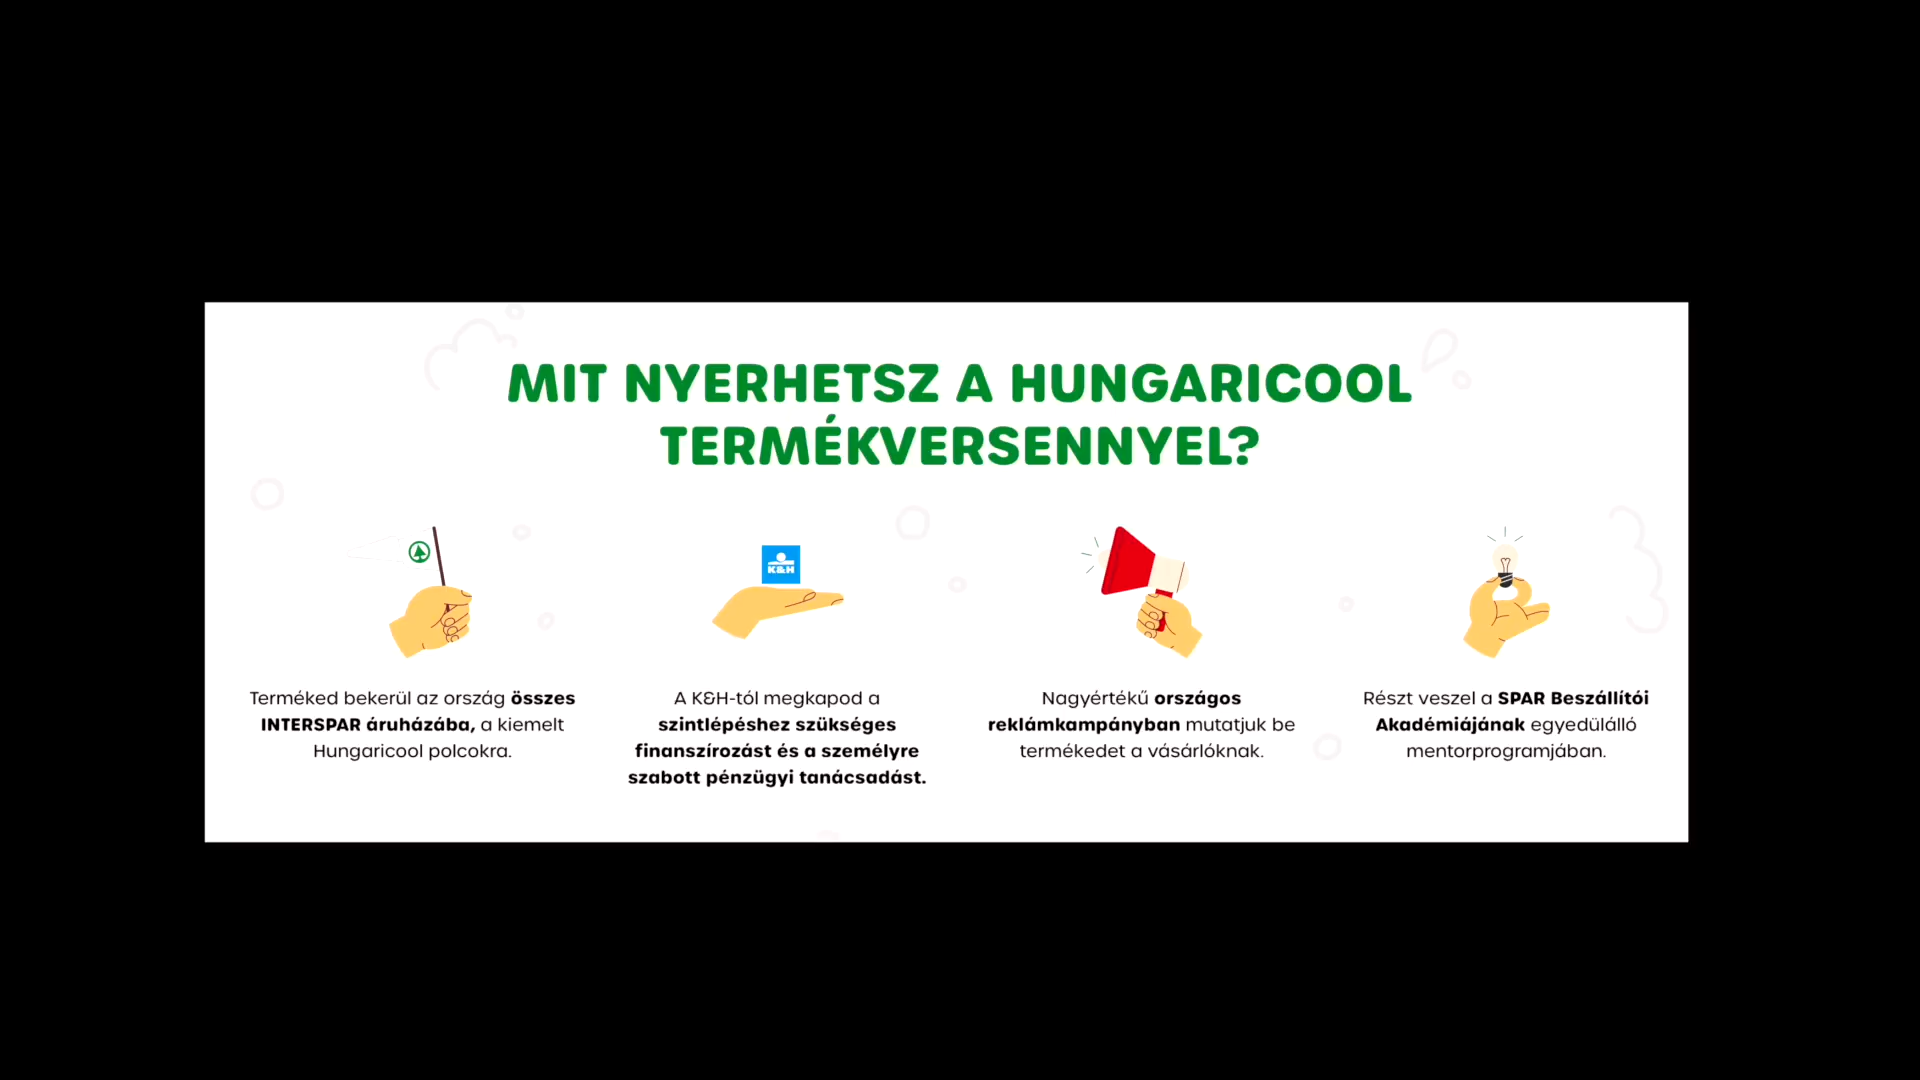 MIT NYERHETSZ A HUNGARICOOL
TERMÉKVERSENNYEL?
K&H
Terméked bekerül az ország összes
INTERSPAR áruházába, a kiemelt
Hungaricool polcokra.
A K&H-tól megkapod a
szintlépéshez szükséges
finanszírozást és a személyre
szabott pénzügyi tanácsadást.
Nagyértékű országos
reklámkampányban mutatjuk be
termékedet a vásárlóknak.
Részt veszel a SPAR Beszállítói
Akadémiájának egyedülálló
mentorprogramjában.